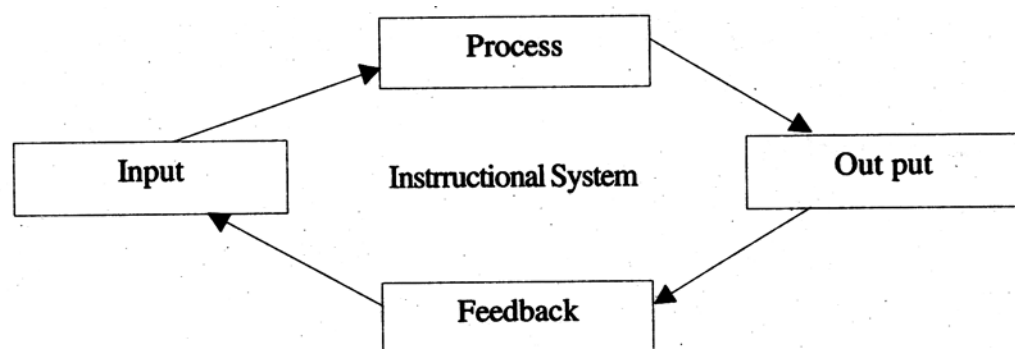 Process
Input
Instrructional System
Out put
Feedback